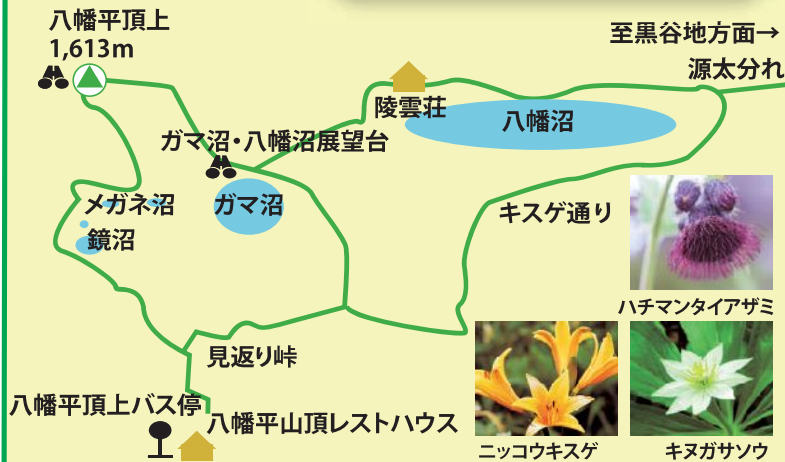 八幡平頂上
1,613m
至黒谷地方面→
源太分れ
陵雲荘
八幡沼
ガマ沼・八幡沼展望台
メガネ沼
ガマ沼
鏡沼
キスゲ通り
ハチマンタイアザミ
見返り峠
八幡平頂上バス停
八幡平山頂レストハウス
ニッコウキスゲ
キヌガサソウ